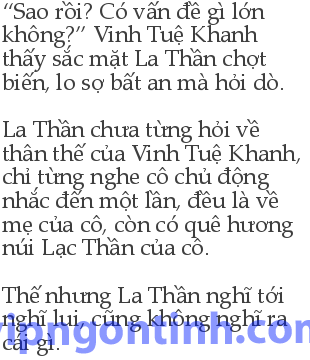 “Sao rồi? Có vấn đề gì lớn
không?” Vinh Tuệ Khanh
thấy sắc mặt La Thần chợt
biến, lo sợ bất an mà hỏi dò.
La Thần chưa từng hỏi về
thân thế của Vinh Tuệ Khanh,
chỉ từng nghe cô chủ động
nhắc đến một lần, đều là về
mẹ của cô, còn có quê hương
núi Lạc Thần của cô.
Thế nhưng La Thần nghĩ tới
nghĩ lui, cũng không nghĩ ra
cái gì.
vipngontinh.com